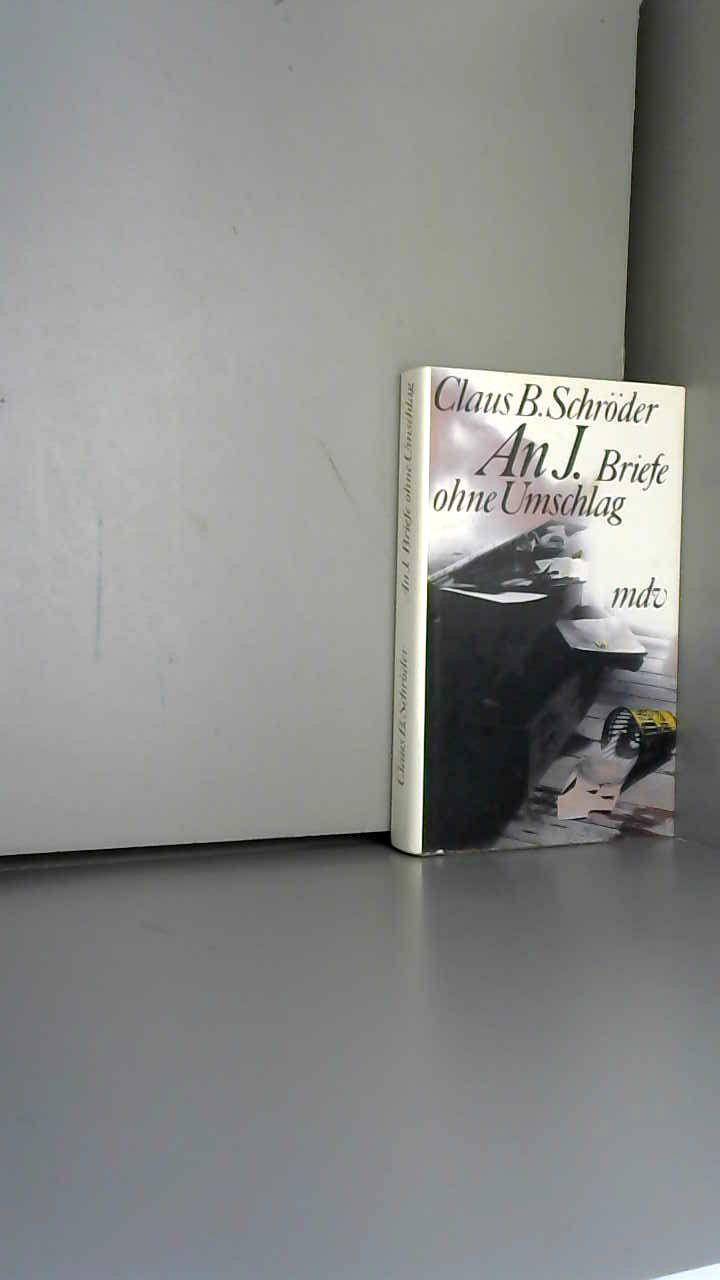 Claus B. Schröder
An J. Briefe
ohne Umschlag
mdv
Claus B. Schröder An J. Briefe ohne Umschlag